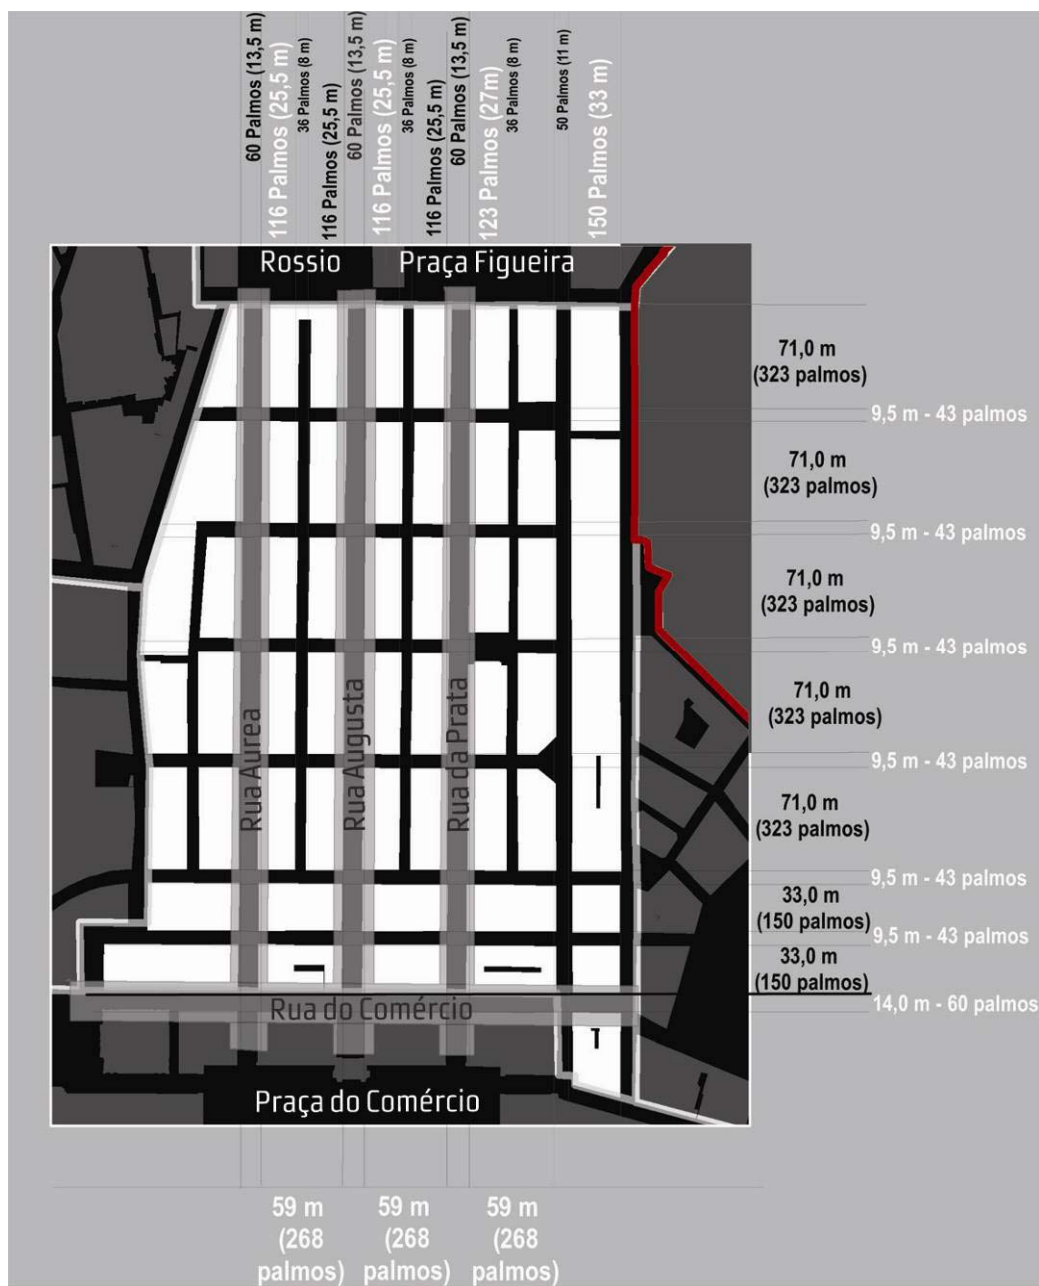 60 Palmos (13,5 m)
116 Palmos (25,5 m)
36 Palmos (8 m)
116 Palmos (25,5 m)
60 Palmos (13,5 m)
116 Palmos (25,5 m)
36 Palmos (8 m)
116 Palmos (25,5 m)
60 Palmos (13,5 m)
123 Palmos (27m)
36 Palmos (8 m)
50 Palmos (11 m)
150 Palmos (33 m)
Rossio
Praça Figueira
71,0 m
(323 palmos)
9,5 m - 43 palmos
71,0 m
(323 palmos)
9,5 m - 43 palmos
71,0 m
(323 palmos)
9,5 m - 43 palmos
71,0 m
(323 palmos)
9,5 m - 43 palmos
71,0 m
(323 palmos)
9,5 m - 43 palmos
33,0 m
(150 palmos)
9,5 m - 43 palmos
33,0 m
(150 palmos)
14,0 m - 60 palmos
Rua Aurea
Rua Augusta
Rua da Prata
Rua do Comércio
Praça do Comércio
59 m
(268
palmos)
59 m
(268
palmos)
59 m
(268
palmos)